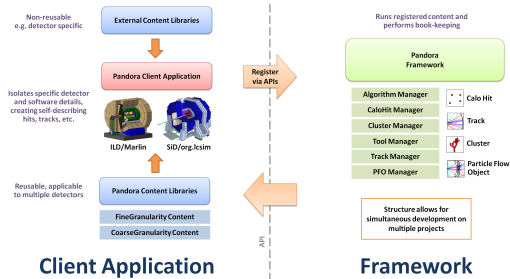 Non-reusable
e.g. detector specific
External Content Libraries
Pandora Client Application
Isolates specific detector
and software details,
creating self-describing
hits, tracks, etc.
ILD/Marlin
SiD/org.lcsim
Reusable, applicable
to multiple detectors
Pandora Content Libraries
FineGranularity Content
CoarseGranularity Content
Client Application
Register
via APIs
API
Runs registered content and
performs book-keeping
Pandora
Framework
Algorithm Manager
CaloHit Manager
Cluster Manager
Tool Manager
Track Manager
PFO Manager
Calo Hit
Track
Cluster
Particle Flow
Object
Structure allows for
simultaneous development on
multiple projects
Framework